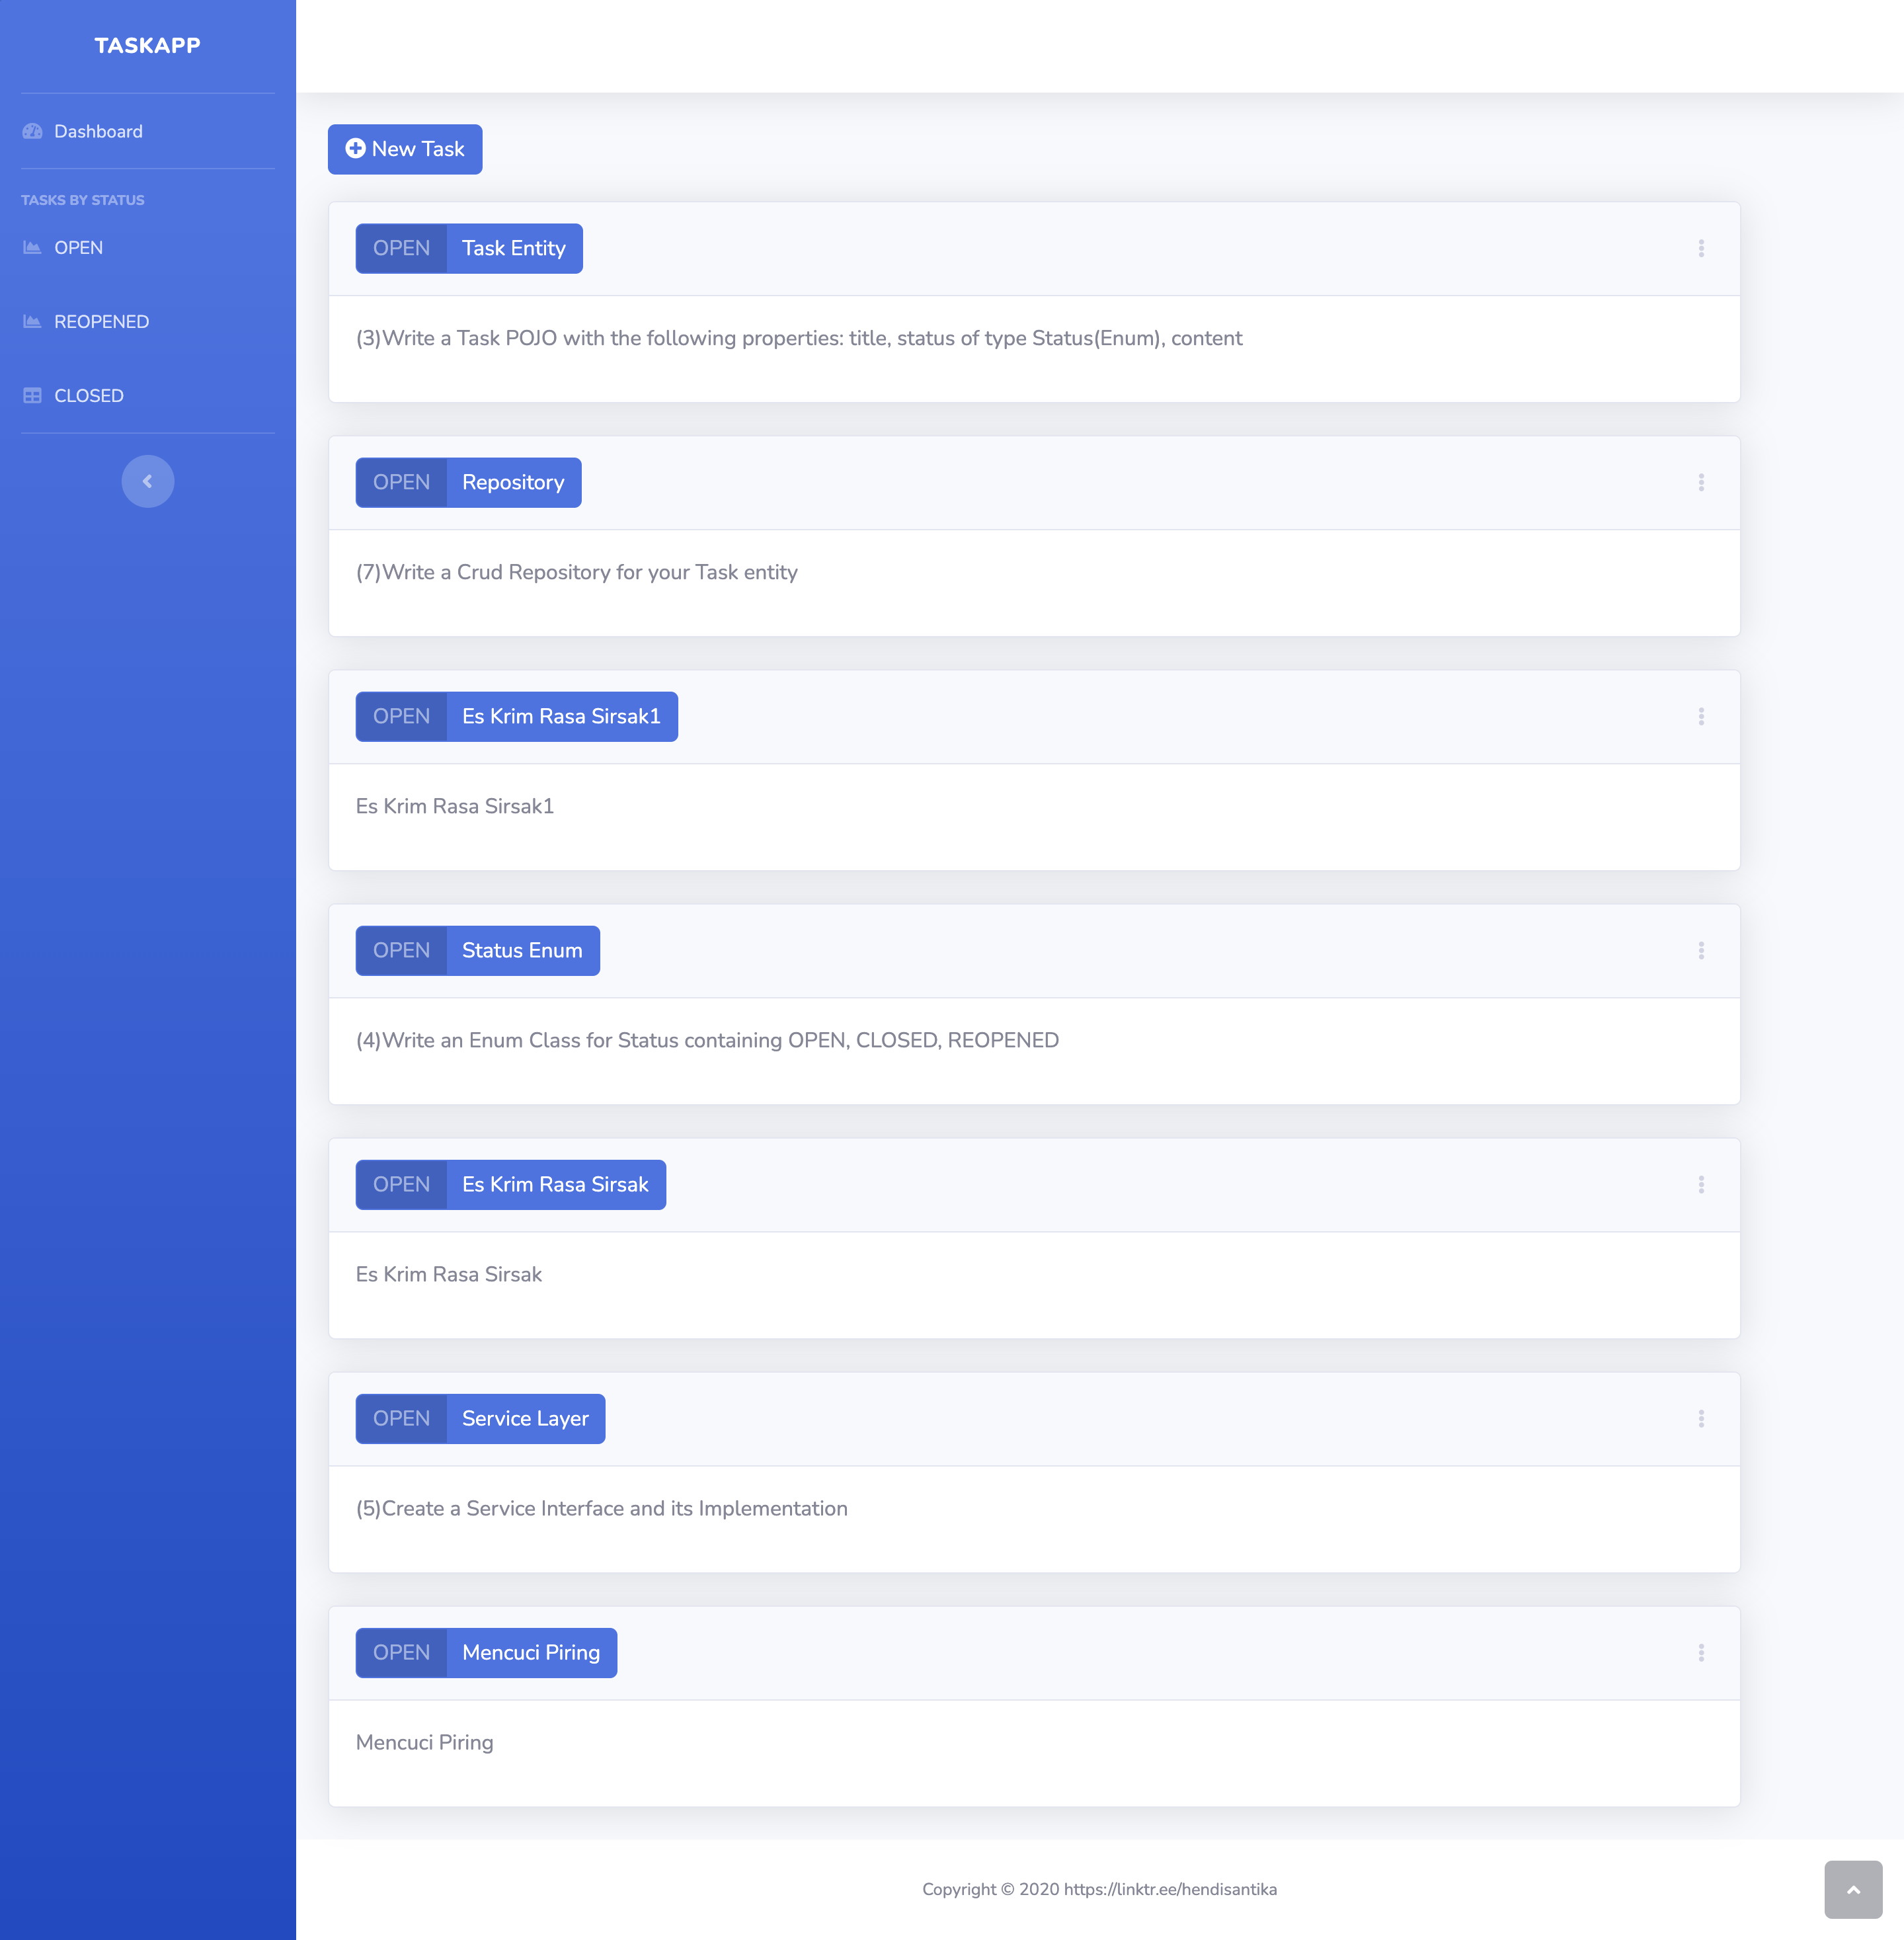 TASKAPP
Dashboard
TASKS BY STATUS
OPEN
REOPENED
CLOSED
New Task
OPEN Task Entity
(3)Write a Task POJO with the following properties: title, status of type Status(Enum), content
OPEN Repository
(7)Write a Crud Repository for your Task entity
OPEN Es Krim Rasa Sirsak1
Es Krim Rasa Sirsak1
OPEN Status Enum
(4)Write an Enum Class for Status containing OPEN, CLOSED, REOPENED
OPEN Es Krim Rasa Sirsak
Es Krim Rasa Sirsak
OPEN Service Layer
(5)Create a Service Interface and its Implementation
OPEN Mencuci Piring
Mencuci Piring
Copyright © 2020 https://linktr.ee/hendisantika